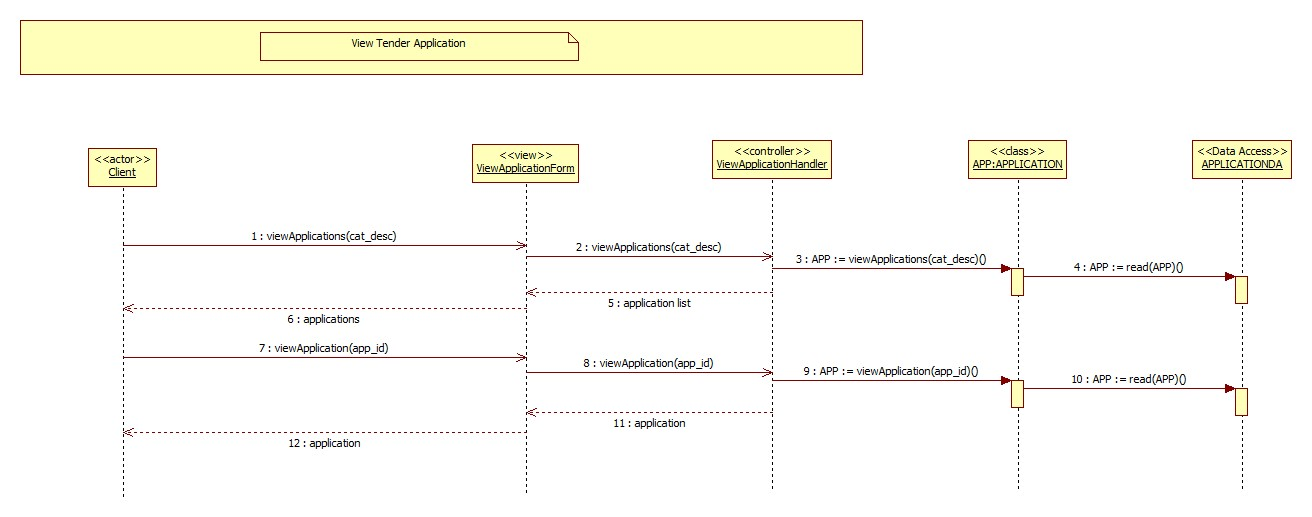 View Tender Application
<<actor>>
Client
<<view>>
ViewApplicationForm
<<controller>>
ViewApplicationHandler
<<class>>
APP:APPLICATION
<<Data Access>>
APPLICATIONDA
1 : viewApplications(cat_desc)
2 : viewApplications(cat_desc)
3 : APP := viewApplications(cat_desc)()
4 : APP := read(APP)()
5 : application list
6 : applications
7 : viewApplication(app_id)
8 : viewApplication(app_id)
9 : APP := viewApplication(app_id)()
10 : APP := read(APP)()
11 : application
12 : application